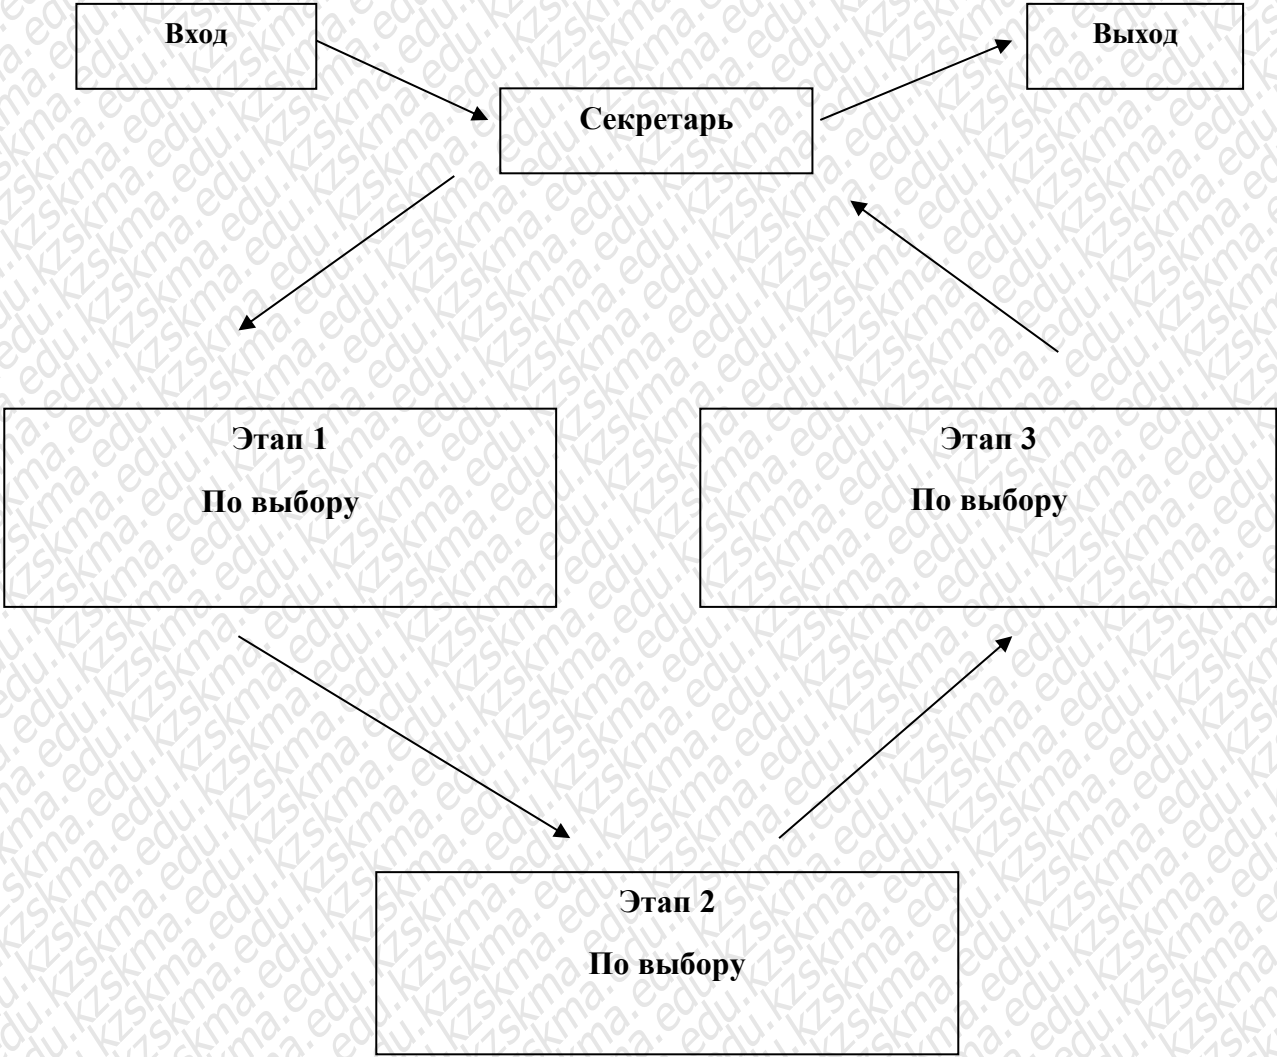 Вход
Выход
Секретарь
Этап 1
По выбору
Этап 3
По выбору
Этап 2
По выбору